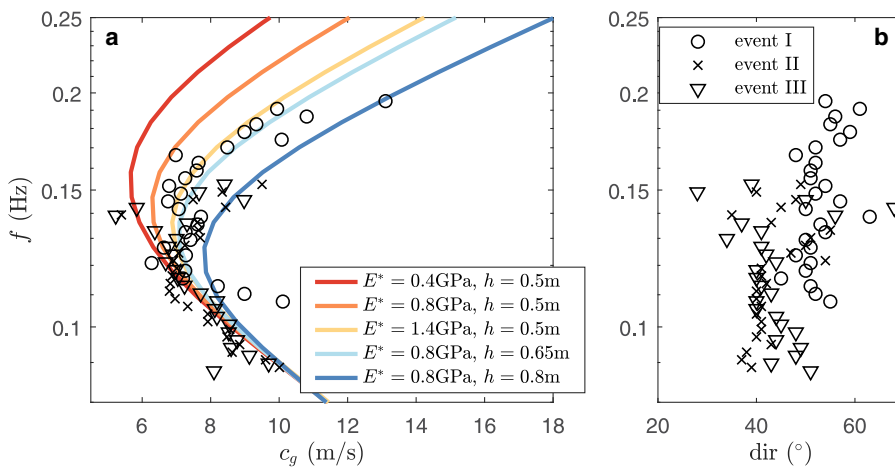 a
0.25
0.2
0.15
0.1
f (Hz)
6 8 10 12 14 16 18
c_g (m/s)
E* = 0.4GPa, h = 0.5m
E* = 0.8GPa, h = 0.5m
E* = 1.4GPa, h = 0.5m
E* = 0.8GPa, h = 0.65m
E* = 0.8GPa, h = 0.8m
b
event I
event II
event III
0.25
0.2
0.15
0.1
20 40 60
dir (°)